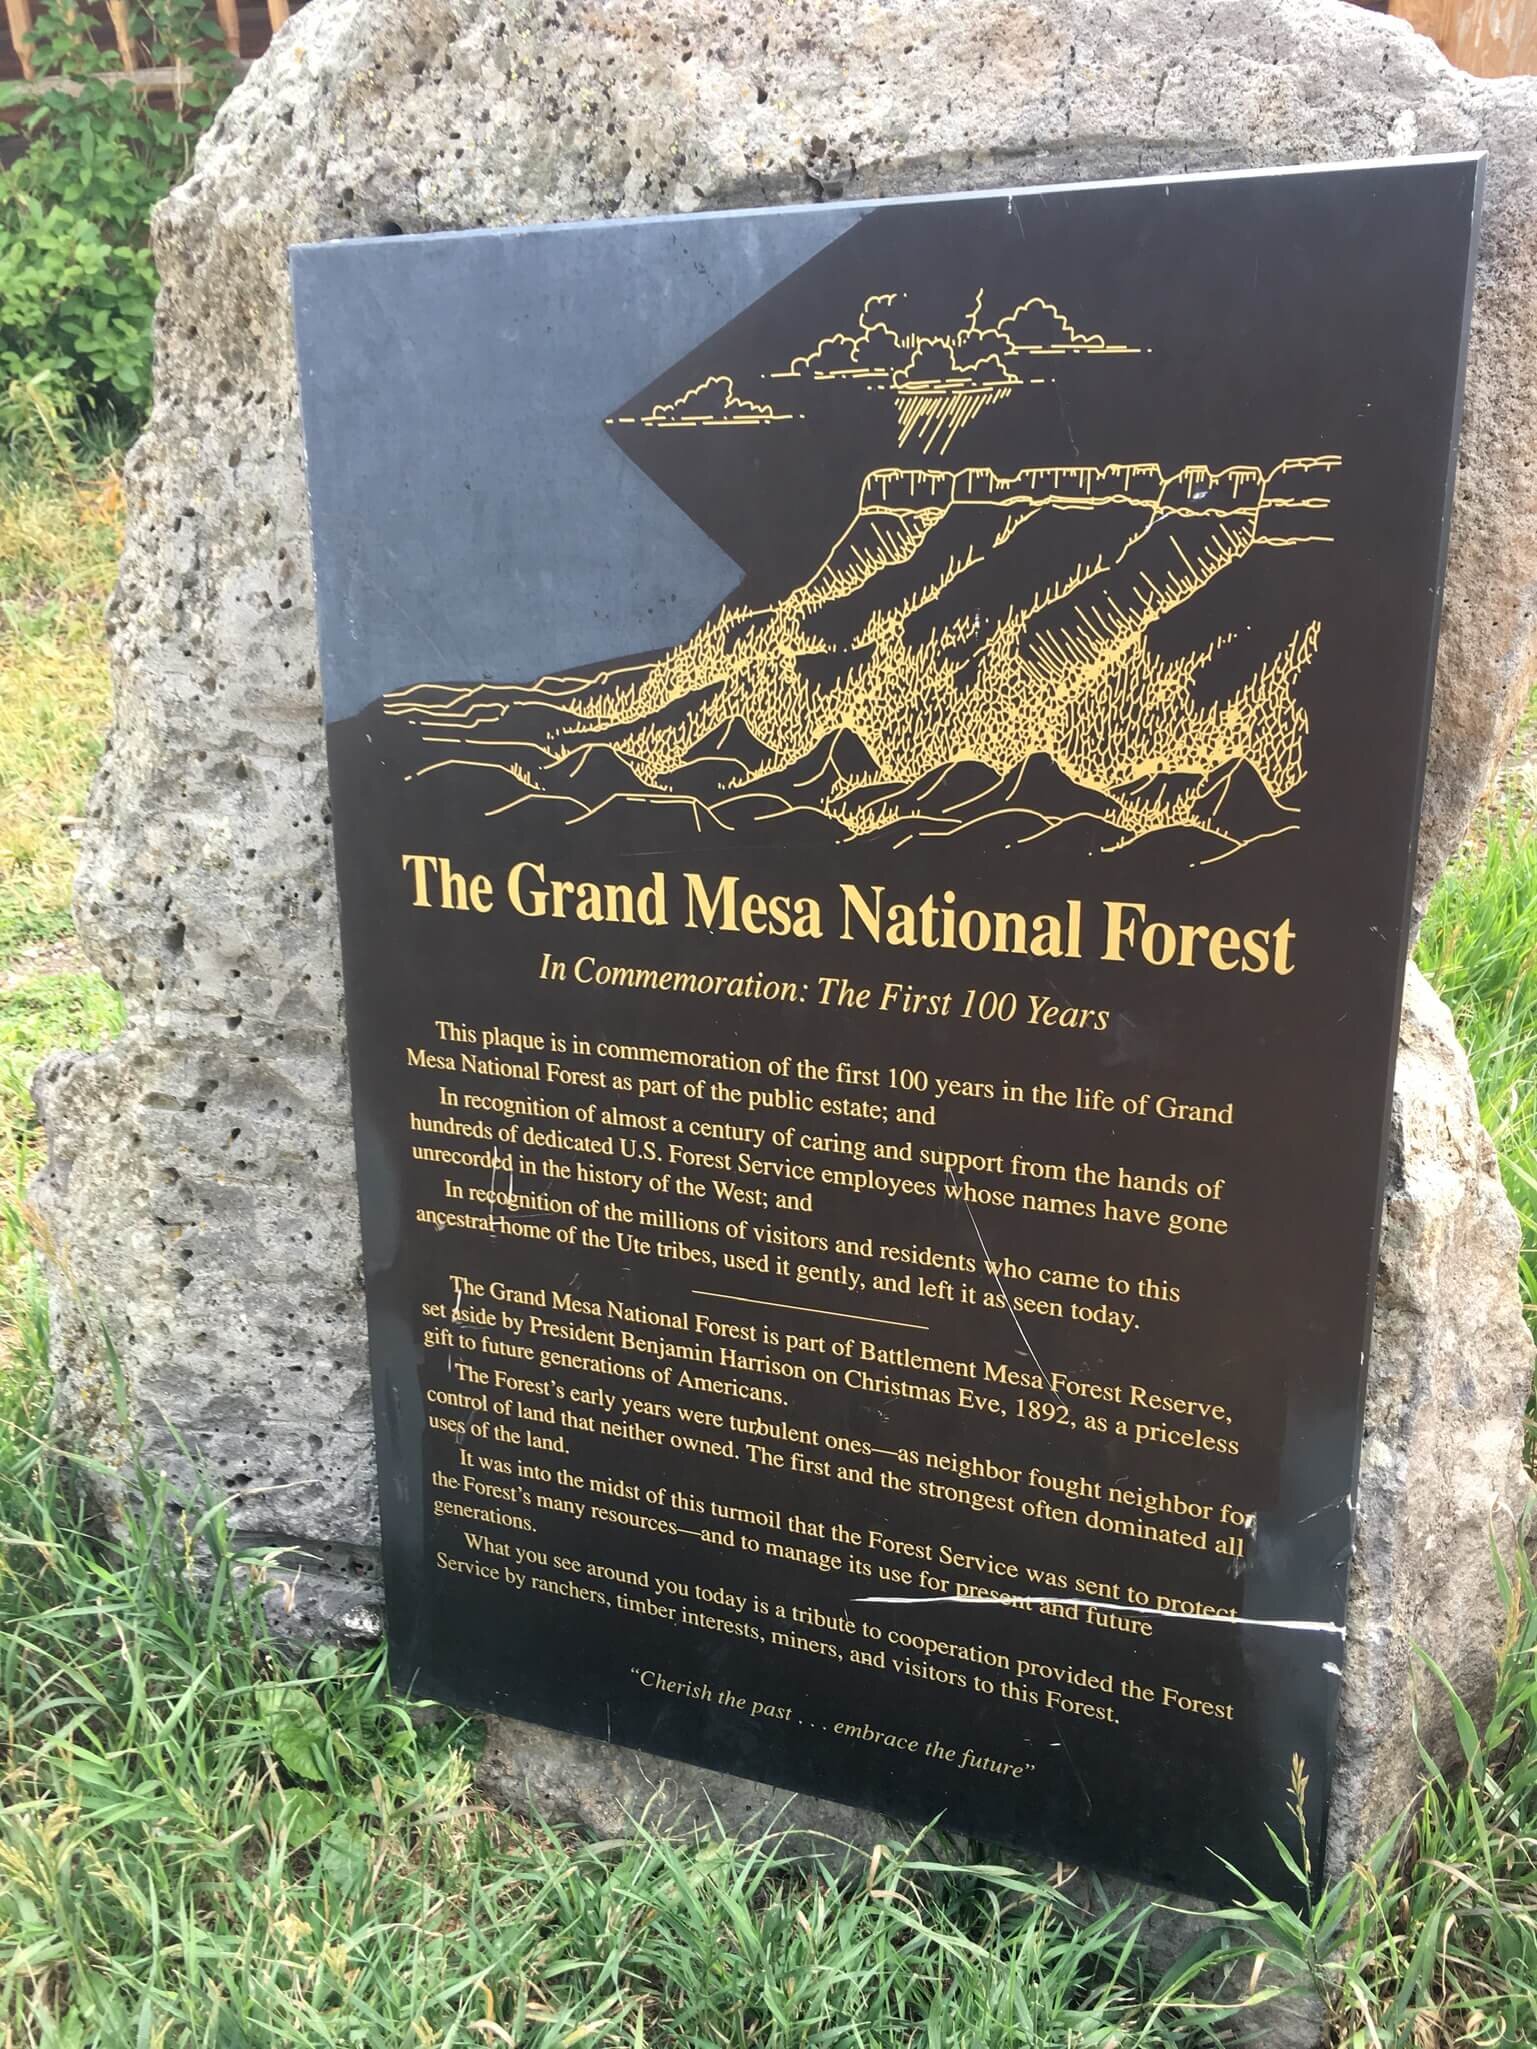 The Grand Mesa National Forest
In Commemoration: The First 100 Years
This plaque is in commemoration of the first 100 years in the life of Grand
Mesa National Forest as part of the public estate; and
In recognition of almost a century of caring and support from the hands of
hundreds of dedicated U.S. Forest Service employees whose names have gone
unrecorded in the history of the West; and
In recognition of the millions of visitors and residents who came to this
ancestral home of the Ute tribes, used it gently, and left it as seen today.
The Grand Mesa National Forest is part of Battlement Mesa Forest Reserve,
set aside by President Benjamin Harrison on Christmas Eve, 1892, as a priceless
gift to future generations of Americans.
The Forest's early years were turbulent ones—as neighbor fought neighbor for
control of land that neither owned. The first and the strongest often dominated all
uses of the land.
It was into the midst of this turmoil that the Forest Service was sent to protect
the Forest's many resources—and to manage its use for present and future
generations.
What you see around you today is a tribute to cooperation provided the Forest
Service by ranchers, timber interests, miners, and visitors to this Forest.
"Cherish the past . . . embrace the future"